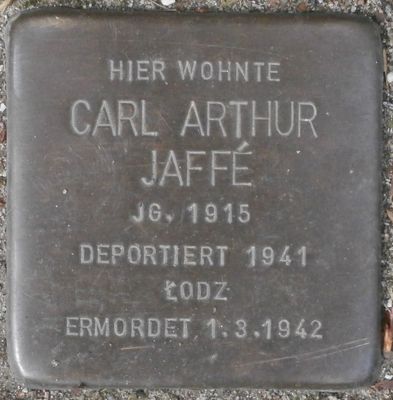 HIER WOHNTE
CARL ARTHUR
JAFFÉ
JG. 1915
DEPORTIERT 1941
ŁODZ
ERMORDET 1.3.1942